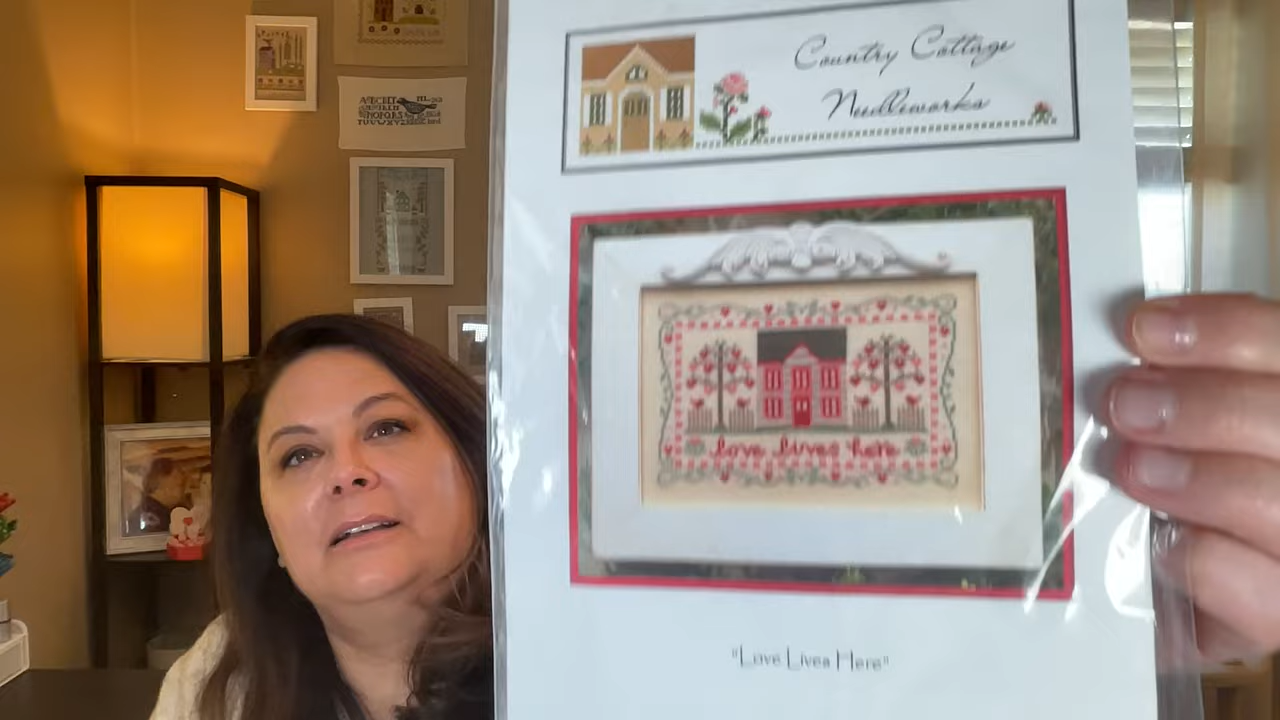 Country Cottage
Needleworks
love lives here
"Love Lives Here"